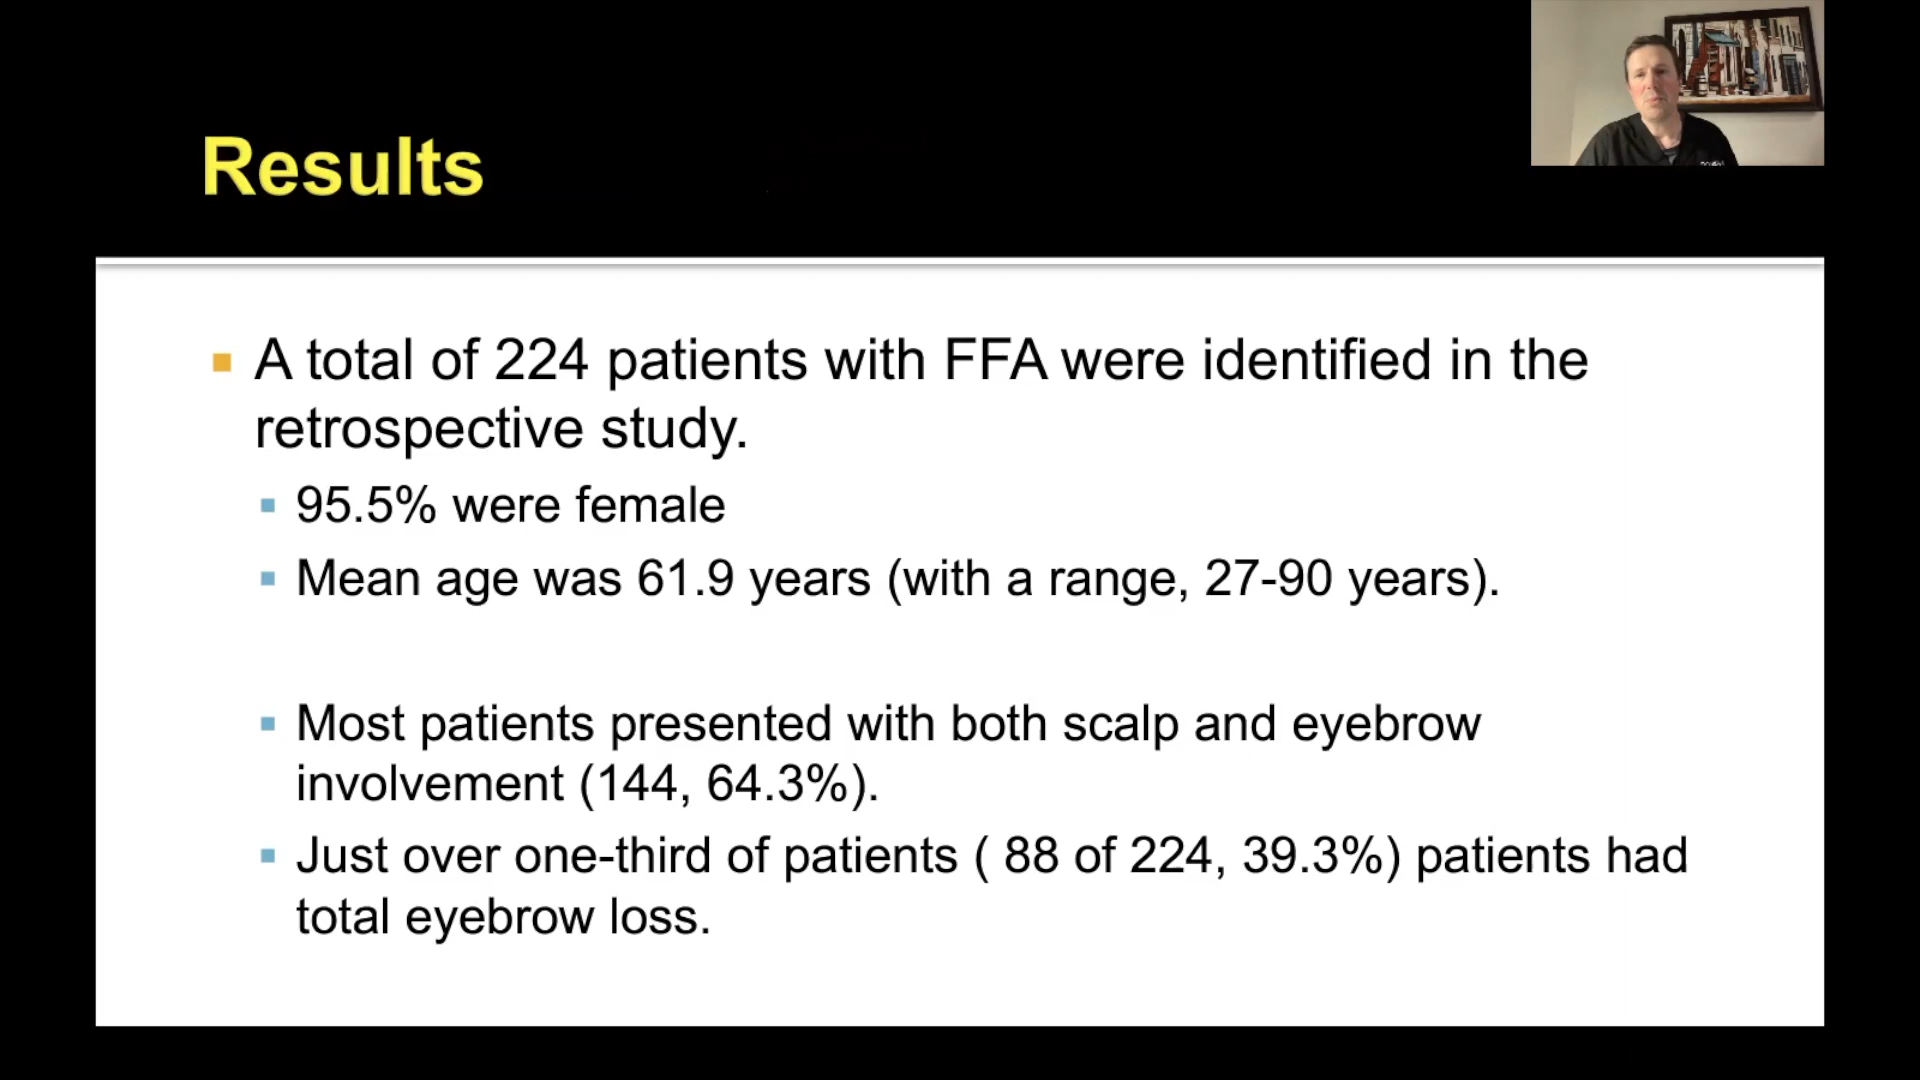 Results
A total of 224 patients with FFA were identified in the
retrospective study.
95.5% were female
Mean age was 61.9 years (with a range, 27-90 years).
Most patients presented with both scalp and eyebrow
involvement (144, 64.3%).
Just over one-third of patients ( 88 of 224, 39.3%) patients had
total eyebrow loss.